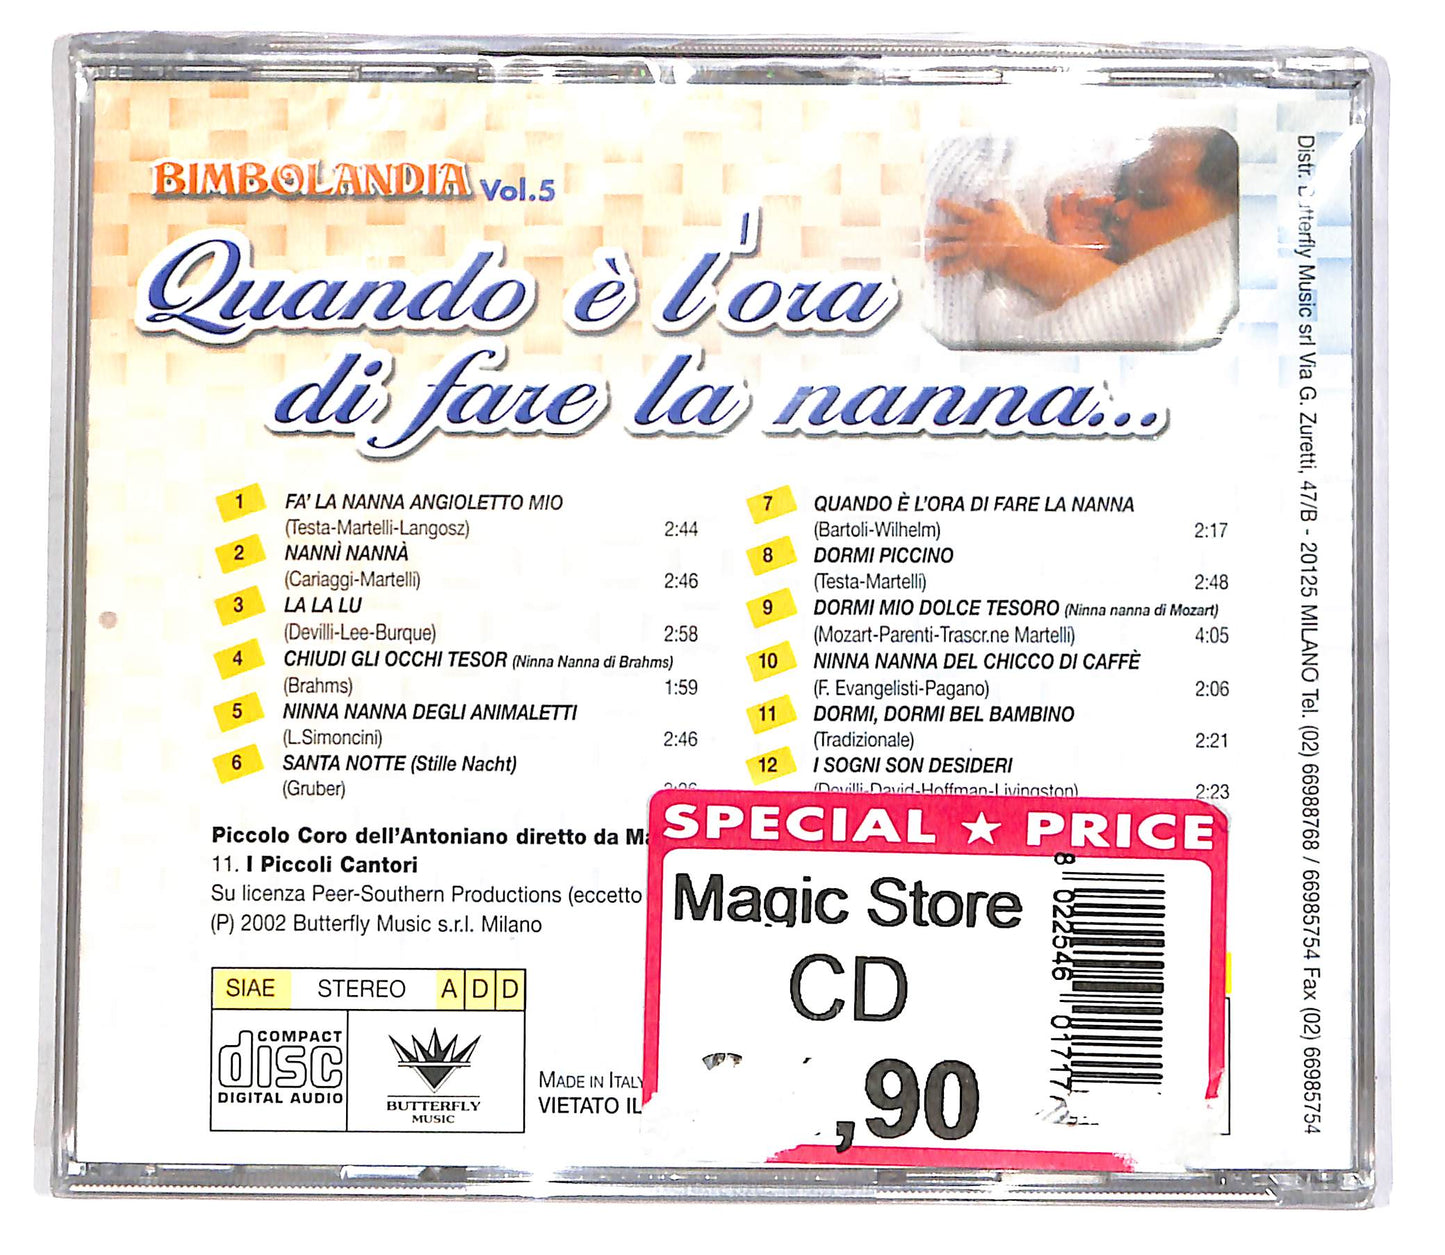 BIMBOLANDIA Vol.5
Quando è l'ora
di fare la nanna...
1 FA' LA NANNA ANGIOLETTO MIO
(Testa-Martelli-Langosz) 2:44
2 NANNÌ NANNÀ
(Cariaggi-Martelli) 2:46
3 LA LA LU
(Devilli-Lee-Burque) 2:58
4 CHIUDI GLI OCCHI TESOR (Ninna Nanna di Brahms)
(Brahms) 1:59
5 NINNA NANNA DEGLI ANIMALETTI
(L.Simoncini) 2:46
6 SANTA NOTTE (Stille Nacht)
(Gruber)
7 QUANDO È L'ORA DI FARE LA NANNA
(Bartoli-Wilhelm) 2:17
8 DORMI PICCINO
(Testa-Martelli) 2:48
9 DORMI MIO DOLCE TESORO (Ninna nanna di Mozart)
(Mozart-Parenti-Trascr.ne Martelli) 4:05
10 NINNA NANNA DEL CHICCO DI CAFFÈ
(F. Evangelisti-Pagano) 2:06
11 DORMI, DORMI BEL BAMBINO
(Tradizionale) 2:21
12 I SOGNI SON DESIDERI
(Devilli-David-Hoffman-Livingston) 2:23
Piccolo Coro dell'Antoniano diretto da
11. I Piccoli Cantori
Su licenza Peer-Southern Productions (eccetto
(P) 2002 Butterfly Music s.r.l. Milano
SIAE STEREO A D D
COMPACT
disc
DIGITAL AUDIO
BUTTERFLY
MUSIC
MADE IN ITALY
VIETATO IL
SPECIAL ★ PRICE
Magic Store
CD
,90
8 022546 01717
Distr. Butterfly Music srl Via G. Zuretti, 47/B - 20125 MILANO Tel. (02) 66988768 / 66985754 Fax (02) 66985754